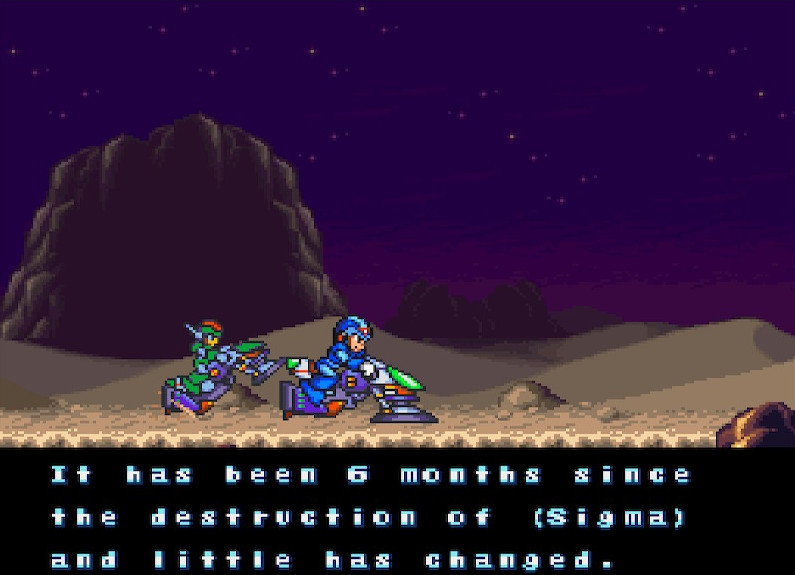 It has been 6 months since
the destruction of (Sigma)
and little has changed.